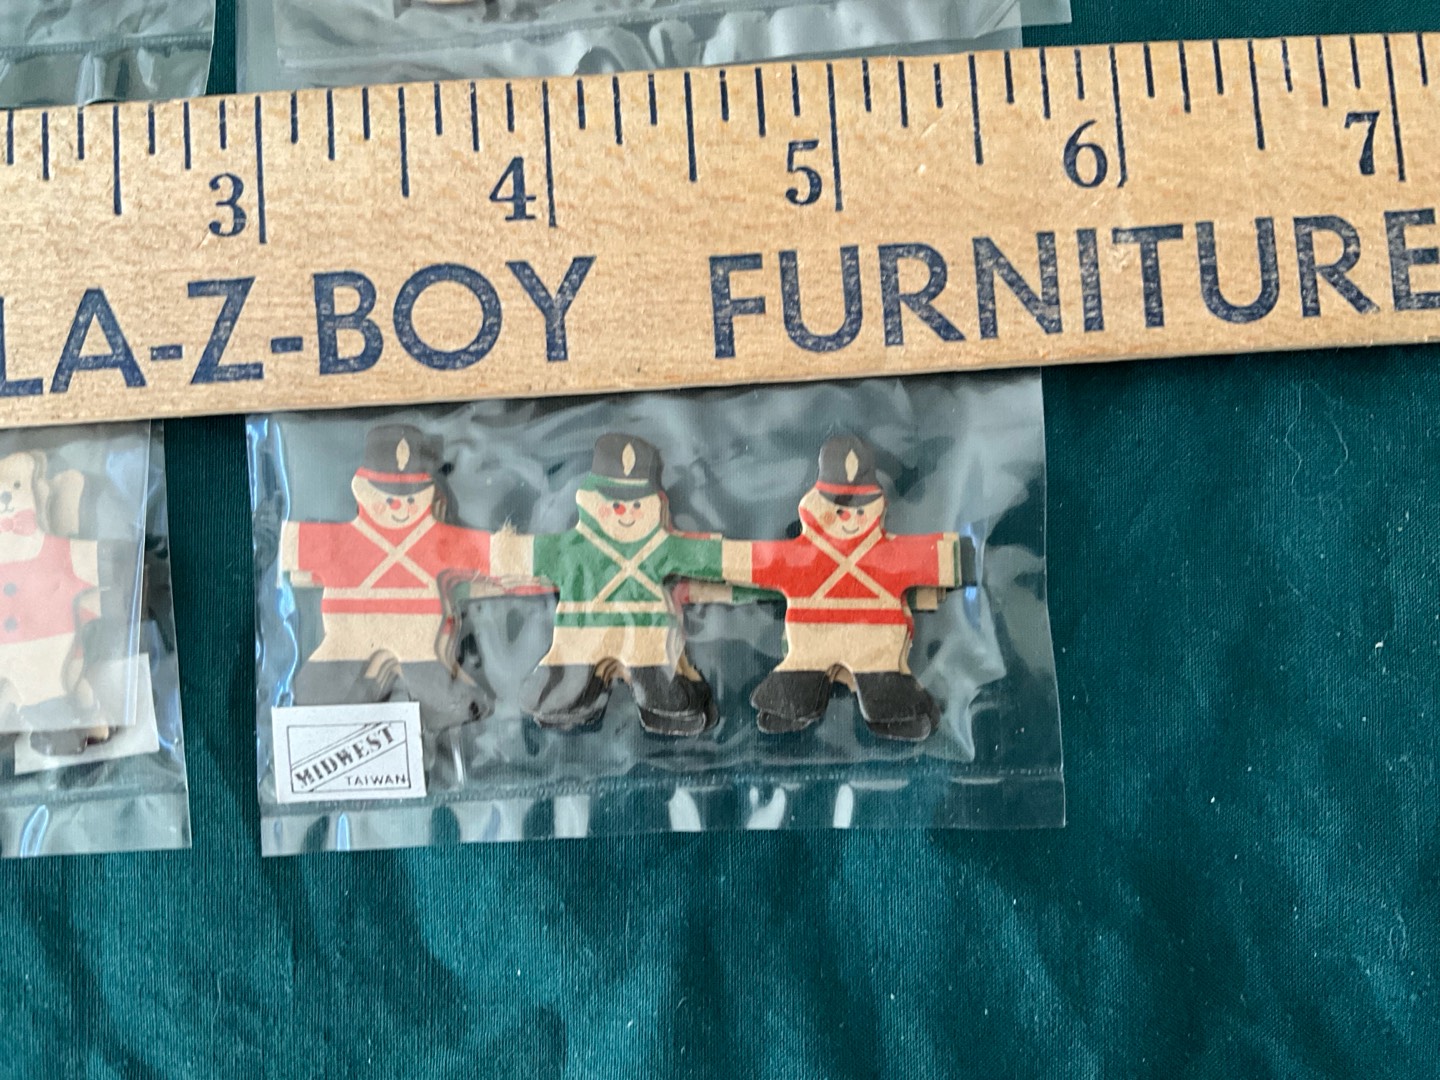 3 4 5 6 7
LA-Z-BOY FURNITURE
MIDWEST
TAIWAN